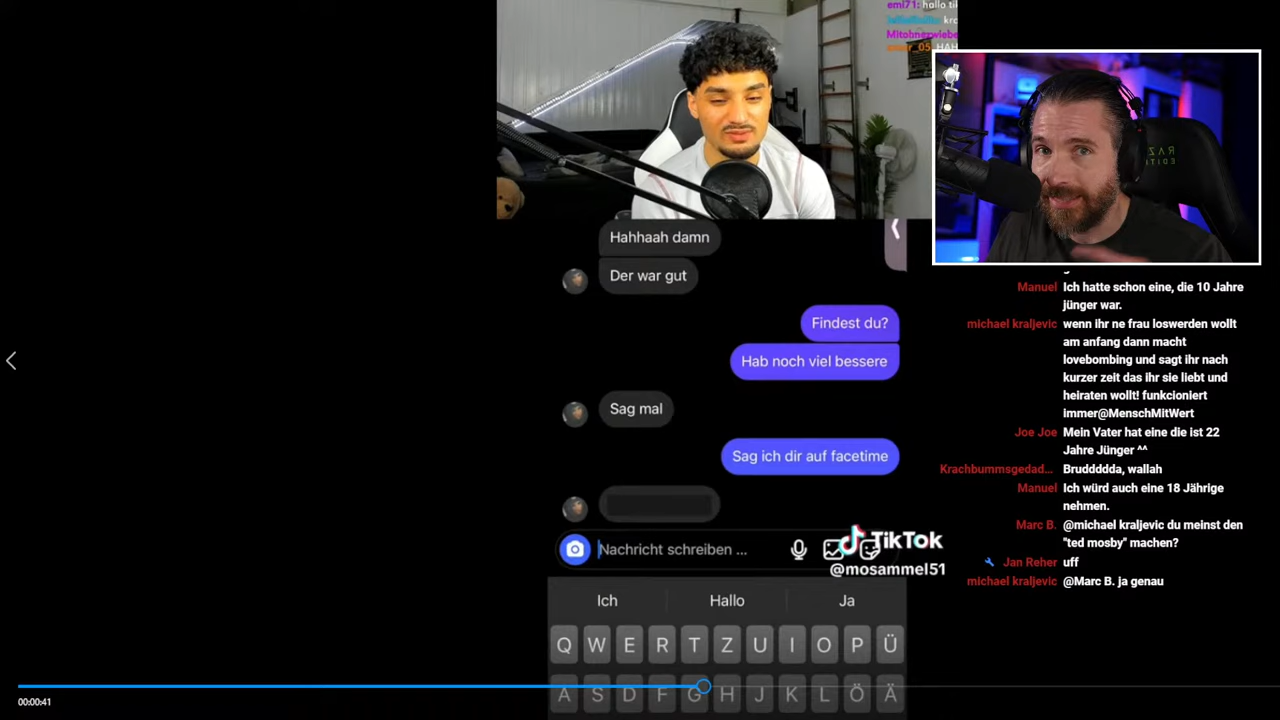 emi71: hallo
kra
Mitohnezwiebe
Hahhaah damn
Der war gut
Findest du?
Hab noch viel bessere
Sag mal
Sag ich dir auf facetime
Nachricht schreiben ...
TikTok
@mosammel51
Ich Hallo Ja
Q W E R T Z U I O P Ü
A S D F G H J K L Ö Ä
00:00:41
Manuel Ich hatte schon eine, die 10 Jahre
jünger war.
michael kraljevic wenn ihr ne frau loswerden wollt
am anfang dann macht
lovebombing und sagt ihr nach
kurzer zeit das ihr sie liebt und
heiraten wollt! funkcioniert
immer@MenschMitWert
Joe Joe Mein Vater hat eine die ist 22
Jahre Jünger ^^
Krachbummsgedad... Bruddddda, wallah
Manuel Ich würd auch eine 18 Jährige
nehmen.
Marc B. @michael kraljevic du meinst den
"ted mosby" machen?
Jan Reher uff
michael kraljevic @Marc B. ja genau